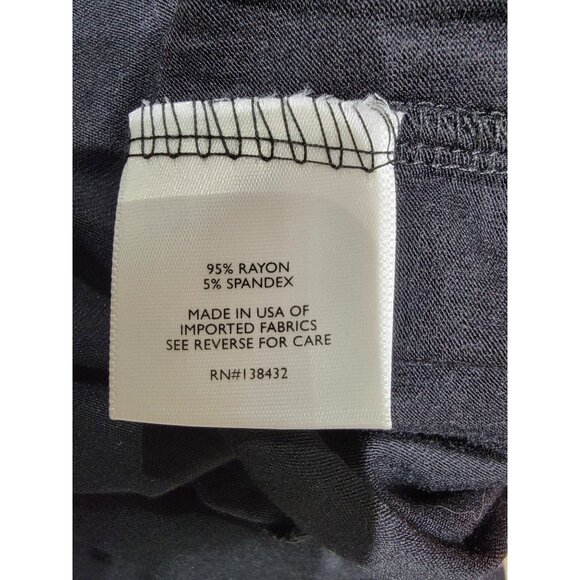 95% RAYON
5% SPANDEX
MADE IN USA OF
IMPORTED FABRICS
SEE REVERSE FOR CARE
RN#138432